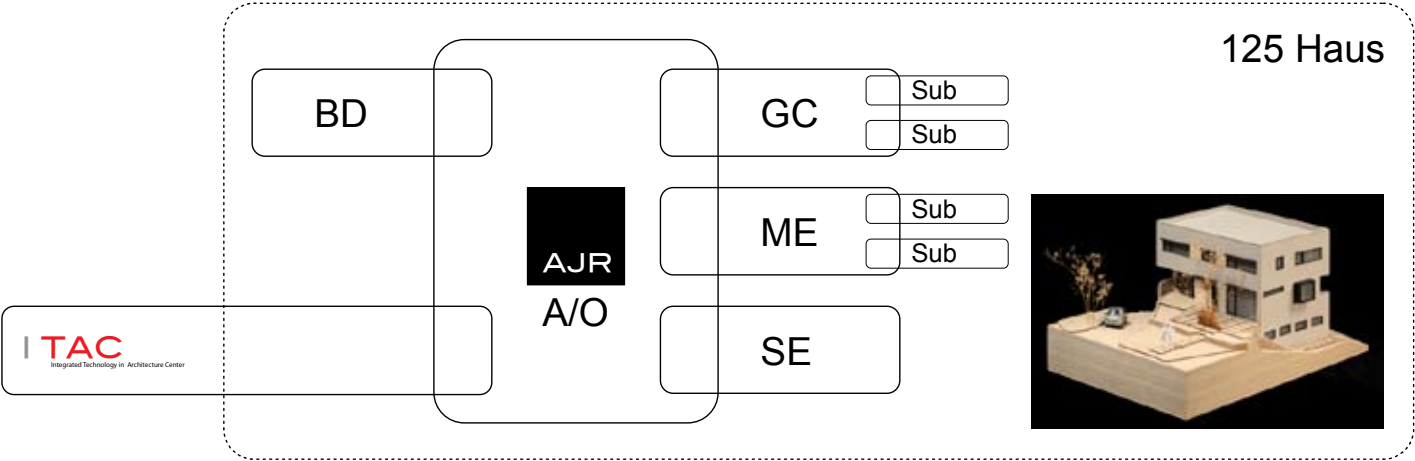 125 Haus
BD
GC
Sub
Sub
AJR
A/O
ME
Sub
Sub
I TAC
Integrated Technology in Architecture Center
SE